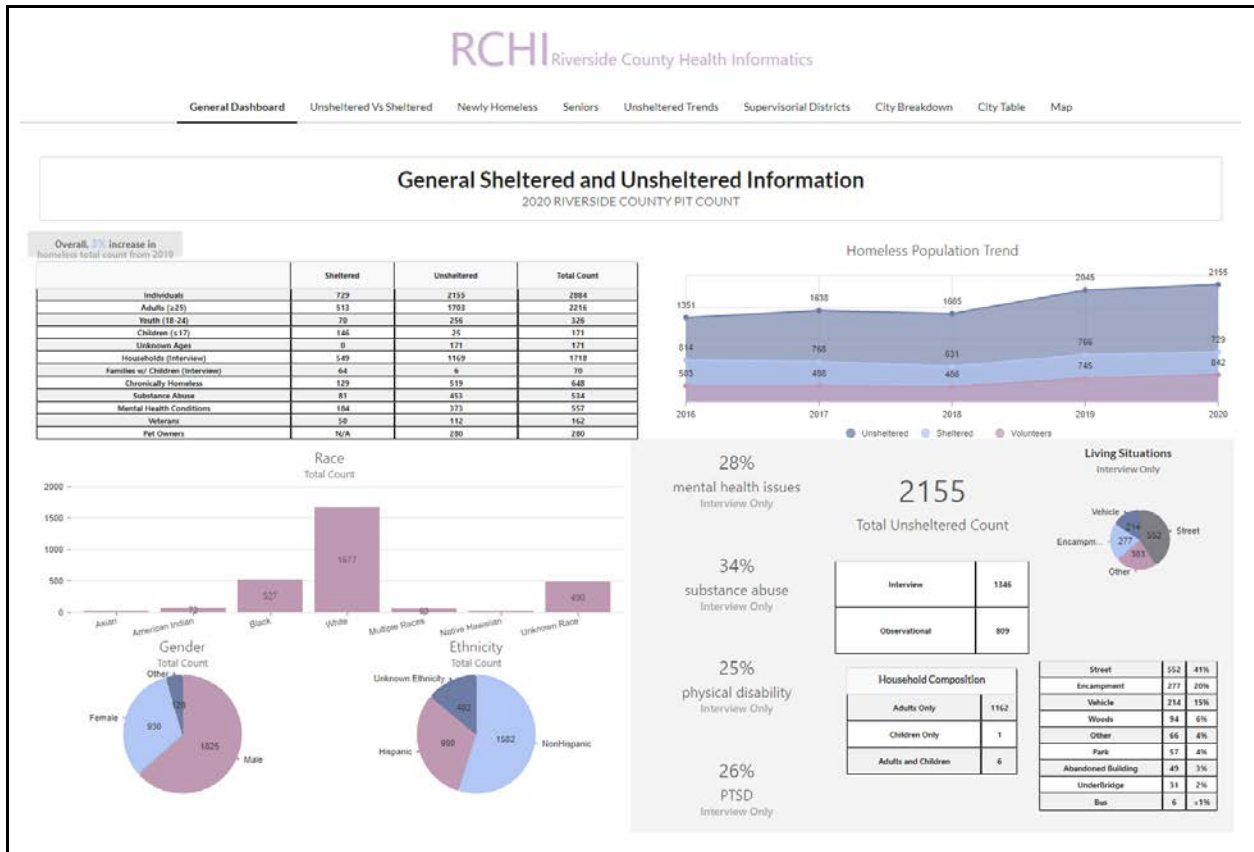 RCHI Riverside County Health Informatics
General Dashboard Unsheltered Vs Sheltered Newly Homeless Seniors Unsheltered Trends Supervisorial Districts City Breakdown City Table Map
General Sheltered and Unsheltered Information
2020 RIVERSIDE COUNTY PIT COUNT
Overall, 3% increase in
homeless total count from 2019
Sheltered Unsheltered Total Count
Individuals 729 2155 2884
Adults (≥25) 513 1703 2216
Youth (18-24) 70 256 326
Children (≤17) 146 25 171
Unknown Ages 0 171 171
Households (Interview) 549 1169 1718
Families w/ Children (Interview) 64 6 70
Chronically Homeless 129 519 648
Substance Abuse 81 453 534
Mental Health Conditions 184 373 557
Veterans 50 112 162
Pet Owners N/A 280 280
Homeless Population Trend
1351 1638 1685 2045 2155
814 768 631 766 729
503 498 486 745 842
2016 2017 2018 2019 2020
Unsheltered Sheltered Volunteers
Race
Total Count
2000
1500
1000
500
0
527 1677 490
Asian American Indian Black White Multiple Races Native Hawaiian Unknown Race
Gender
Total Count
Other
Female
930
1825
Male
Ethnicity
Total Count
Unknown Ethnicity
402
Hispanic
900
1582
NonHispanic
28%
mental health issues
Interview Only
34%
substance abuse
Interview Only
25%
physical disability
Interview Only
26%
PTSD
Interview Only
2155
Total Unsheltered Count
Interview 1346
Observational 809
Household Composition
Adults Only 1162
Children Only 1
Adults and Children 6
Living Situations
Interview Only
Vehicle
214
552
Street
Encampm...
277
303
Other
Street 552 41%
Encampment 277 20%
Vehicle 214 15%
Woods 94 6%
Other 66 4%
Park 57 4%
Abandoned Building 49 3%
UnderBridge 31 2%
Bus 6 <1%